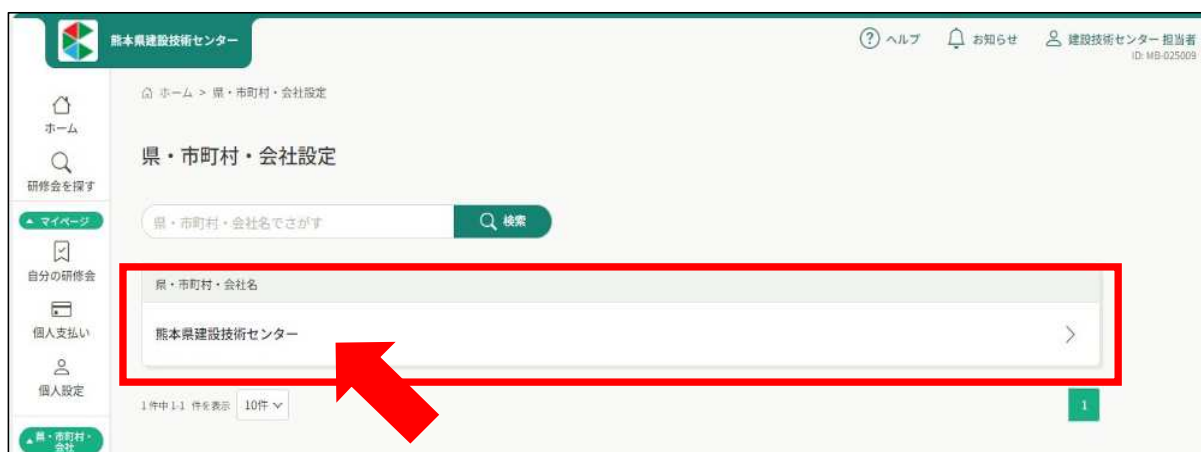 熊本県建設技術センター
ヘルプ
お知らせ
建設技術センター 担当者
ID: MB-025009
ホーム > 県・市町村・会社設定
ホーム
県・市町村・会社設定
研修会を探す
県・市町村・会社名でさがす
検索
マイページ
自分の研修会
県・市町村・会社名
個人支払い
熊本県建設技術センター
個人設定
1件中 1-1 件を表示 10件
1
県・市町村・
会社